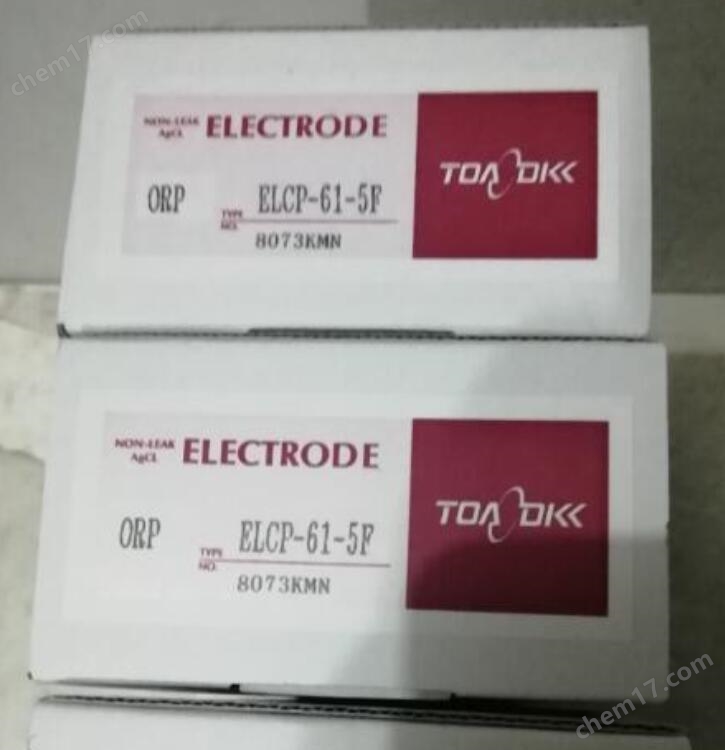 chem17.com
NON-LEAK
AgCL
ELECTRODE
TOA DKK
ORP
TYPE
ELCP-61-5F
NO.
8073KMN
NON-LEAK
AgCL
ELECTRODE
TOA DKK
ORP
TYPE
ELCP-61-5F
NO.
8073KMN
chem17.com